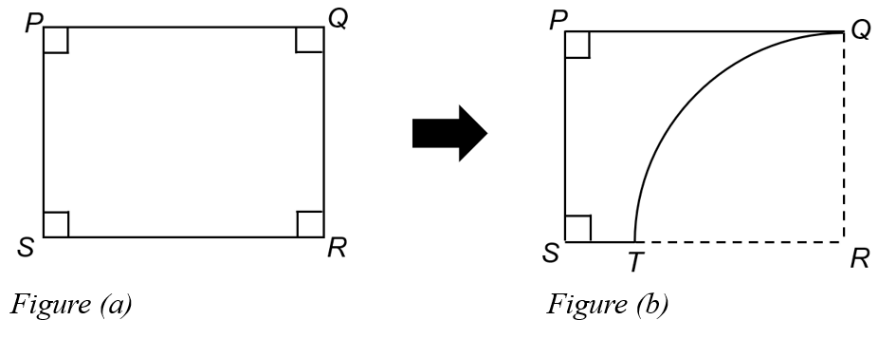 P Q
S R
Figure (a)
P Q
S T R
Figure (b)